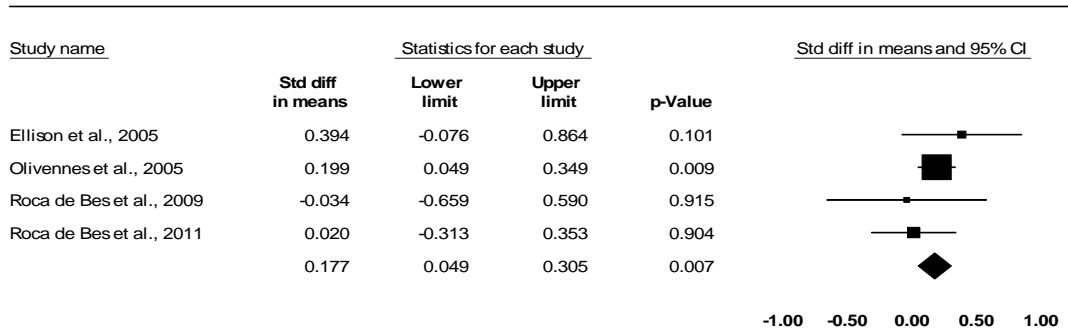 Study name Statistics for each study Std diff in means and 95% CI
Std diff Lower Upper
in means limit limit p-Value
Ellison et al., 2005 0.394 -0.076 0.864 0.101
Olivennes et al., 2005 0.199 0.049 0.349 0.009
Roca de Bes et al., 2009 -0.034 -0.659 0.590 0.915
Roca de Bes et al., 2011 0.020 -0.313 0.353 0.904
0.177 0.049 0.305 0.007
-1.00 -0.50 0.00 0.50 1.00